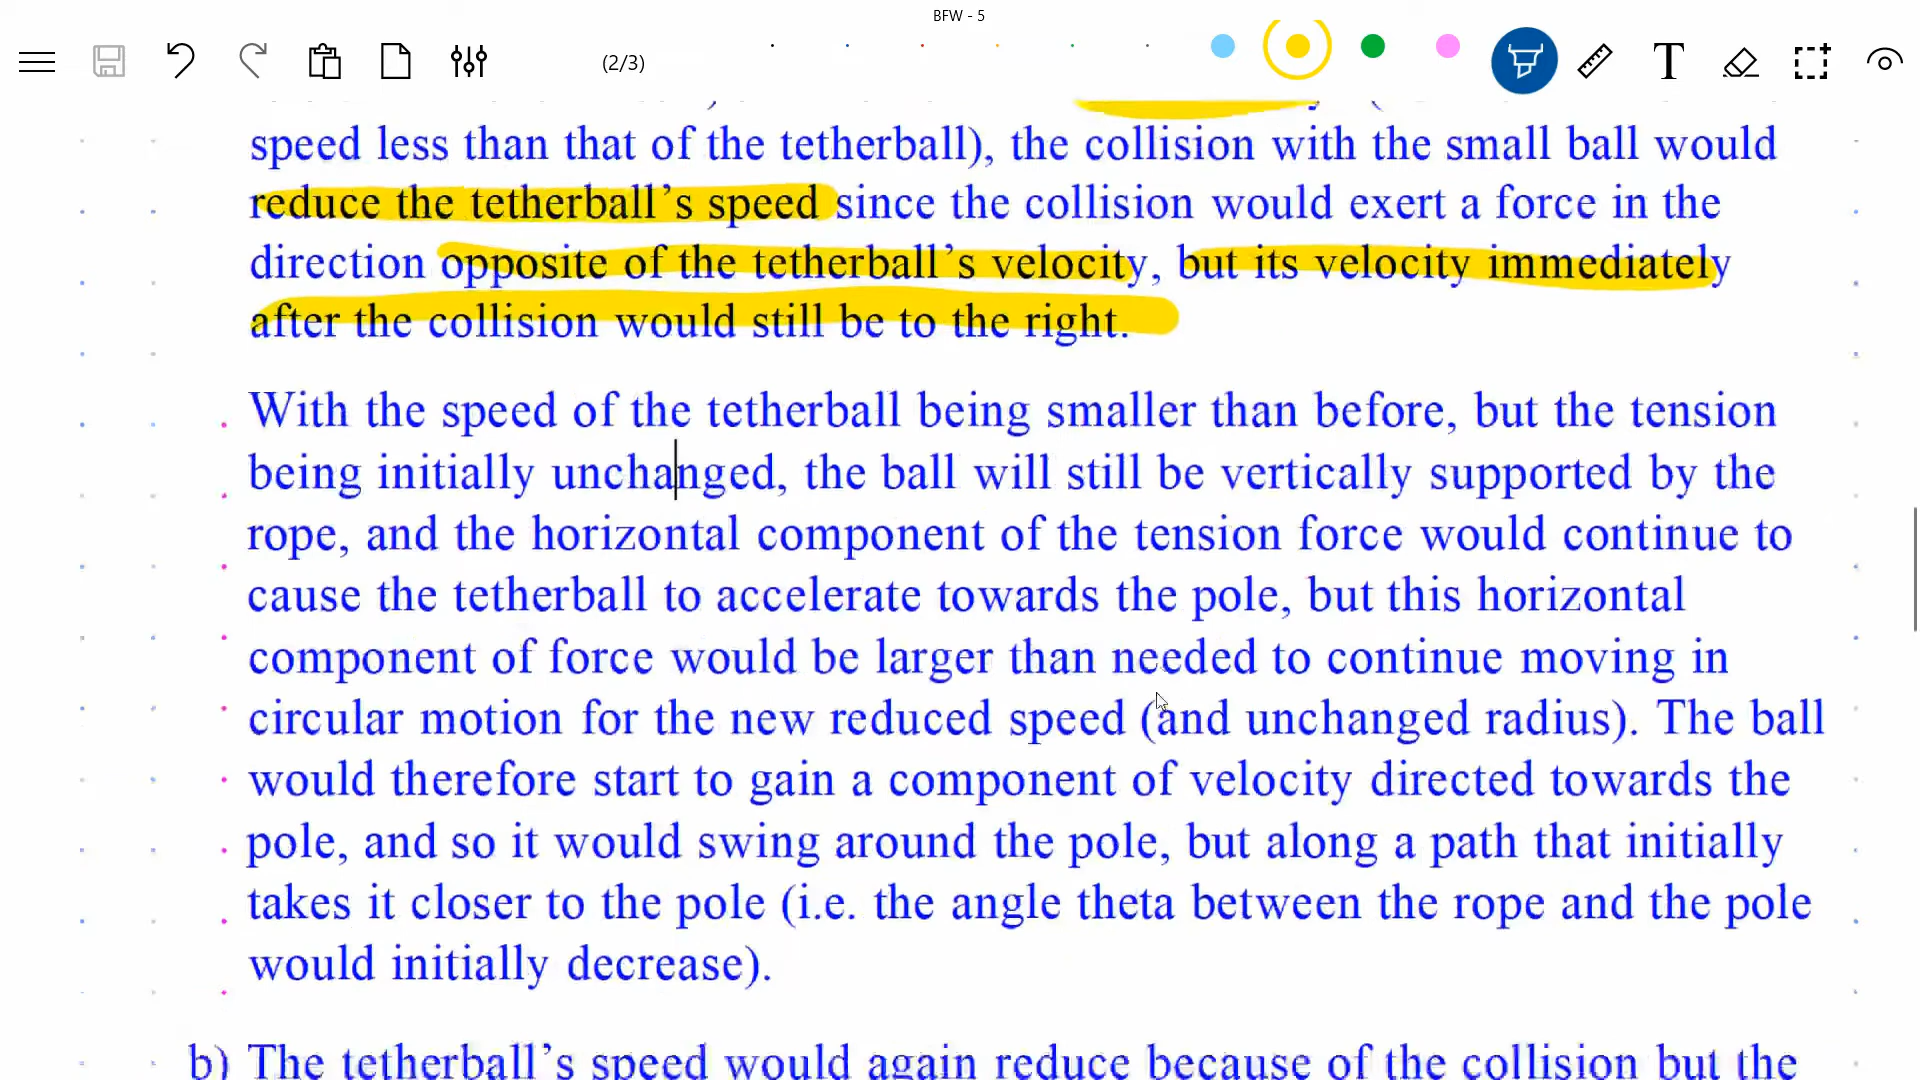 BFW - 5
(2/3)
T
speed less than that of the tetherball), the collision with the small ball would
reduce the tetherball's speed since the collision would exert a force in the
direction opposite of the tetherball's velocity, but its velocity immediately
after the collision would still be to the right.
With the speed of the tetherball being smaller than before, but the tension
being initially unchanged, the ball will still be vertically supported by the
rope, and the horizontal component of the tension force would continue to
cause the tetherball to accelerate towards the pole, but this horizontal
component of force would be larger than needed to continue moving in
circular motion for the new reduced speed (and unchanged radius). The ball
would therefore start to gain a component of velocity directed towards the
pole, and so it would swing around the pole, but along a path that initially
takes it closer to the pole (i.e. the angle theta between the rope and the pole
would initially decrease).
b) The tetherball's speed would again reduce because of the collision but the